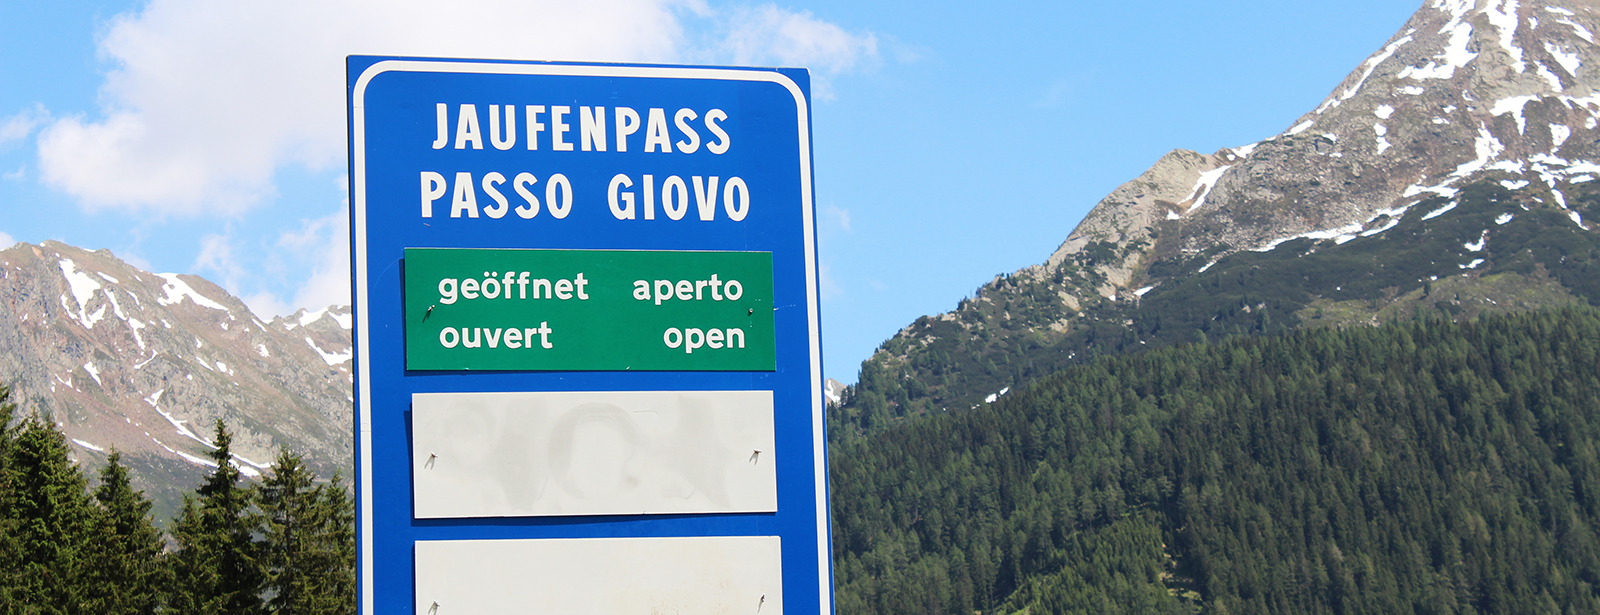 JAUFENPASS
PASSO GIOVO
geöffnet aperto
ouvert open